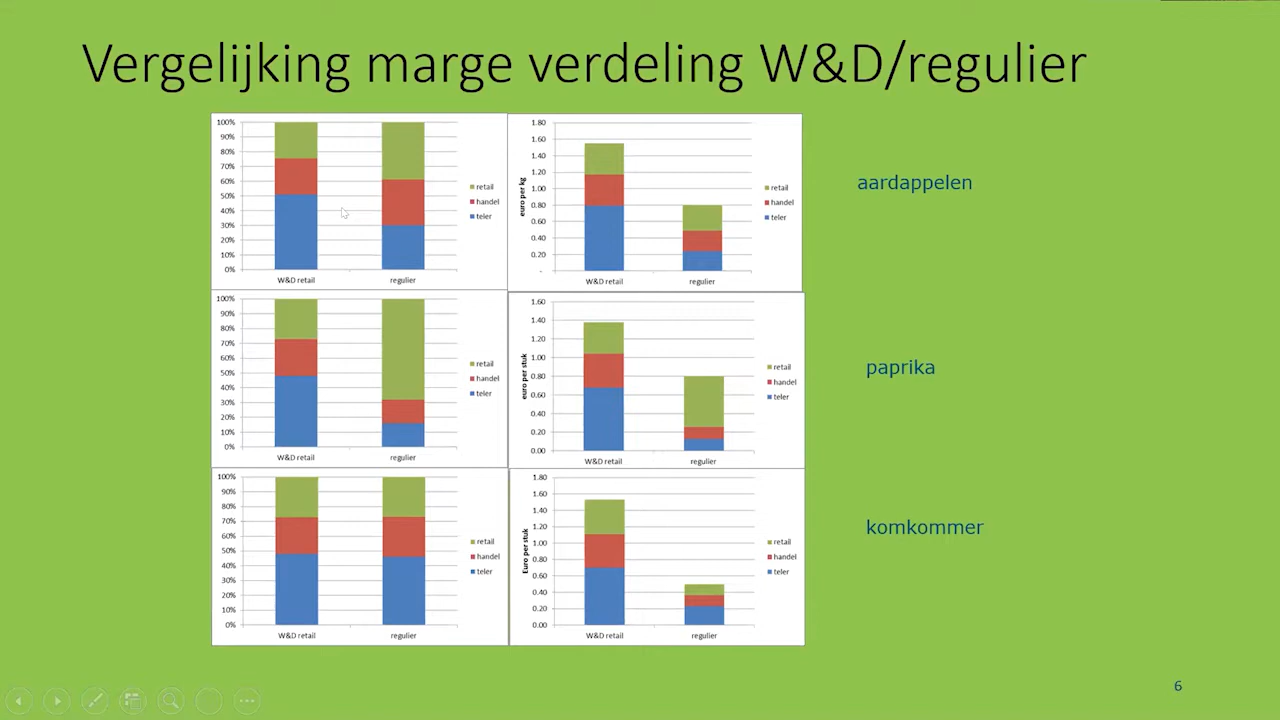 Vergelijking marge verdeling W&D/regulier
100%
90%
80%
70%
60%
50%
40%
30%
20%
10%
0%
W&D retail
regulier
retail
handel
teler
euro per kg
1.80
1.60
1.40
1.20
1.00
0.80
0.60
0.40
0.20
-
W&D retail
regulier
retail
handel
teler
aardappelen
100%
90%
80%
70%
60%
50%
40%
30%
20%
10%
0%
W&D retail
regulier
retail
handel
teler
euro per stuk
1.60
1.40
1.20
1.00
0.80
0.60
0.40
0.20
0.00
W&D retail
regulier
retail
handel
teler
paprika
100%
90%
80%
70%
60%
50%
40%
30%
20%
10%
0%
W&D retail
regulier
retail
handel
teler
Euro per stuk
1.80
1.60
1.40
1.20
1.00
0.80
0.60
0.40
0.20
0.00
W&D retail
regulier
retail
handel
teler
komkommer
6